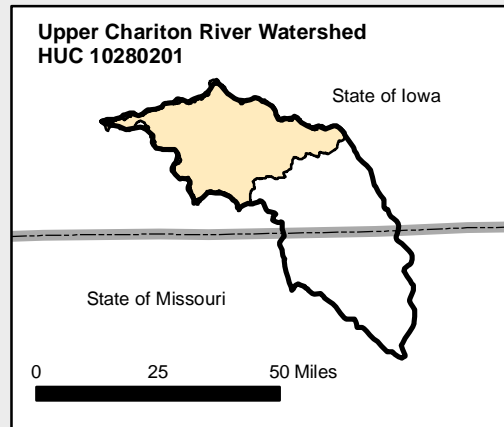 Upper Chariton River Watershed
HUC 10280201
State of Iowa
State of Missouri
0 25 50 Miles